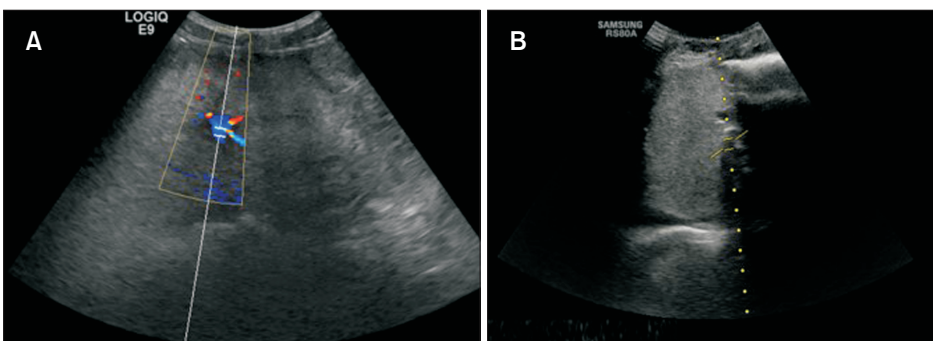 LOGIQ
E9
A
SAMSUNG
RS80A
B